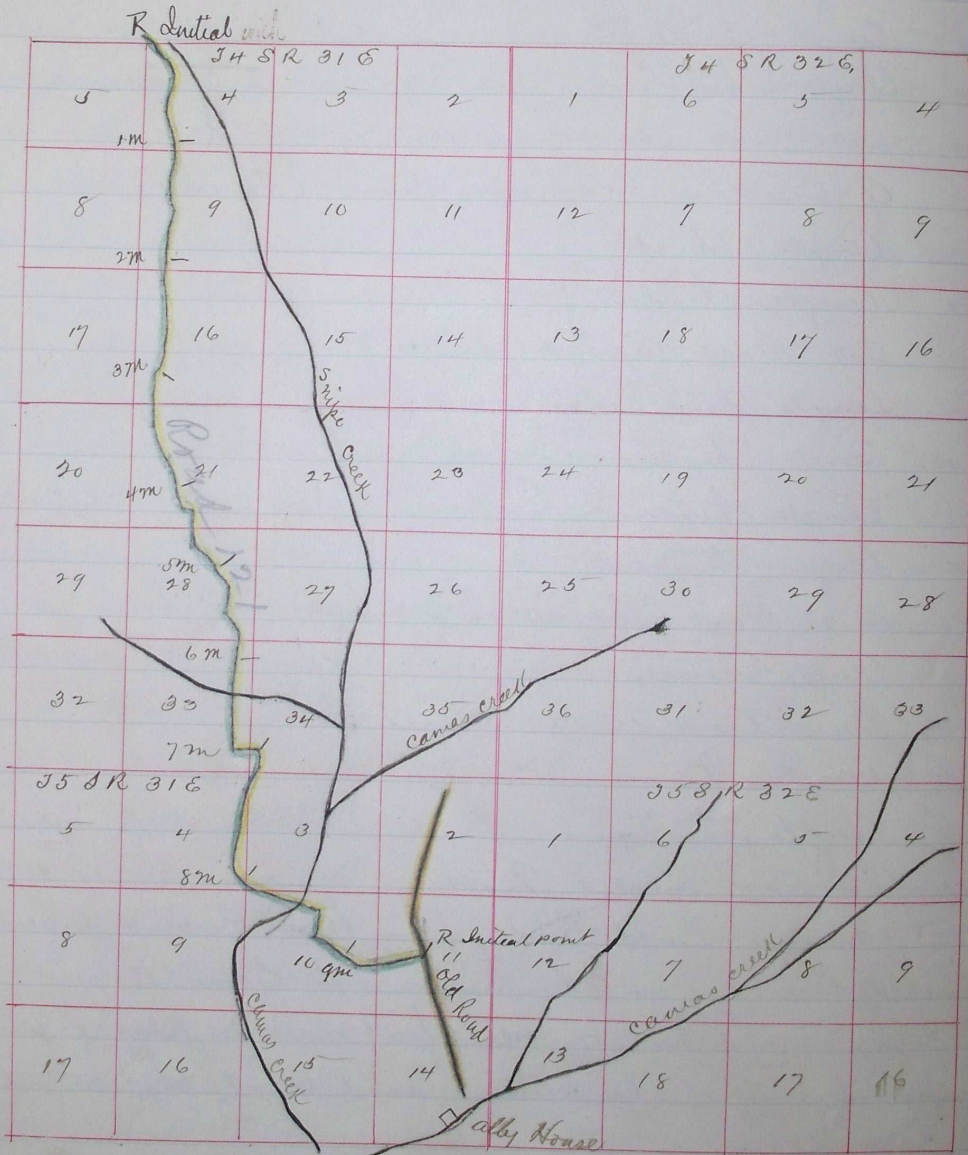 R Initial with
T4 S R 31 E
T4 S R 32 E,
5 4 3 2 1 6 5 4
1m
8 9 10 11 12 7 8 9
2m
17 16 15 14 13 18 17 16
3m
Snipe Creek
Road 121
20 21 22 23 24 19 20 21
4m
5m
29 28 27 26 25 30 29 28
6m
32 33 34 35 36 31 32 33
Camas creek
7m
T5 S R 31 E
T5 S R 32 E
5 4 3 2 1 6 5 4
8m
R Initial point
8 9 10 11 12 7 8 9
9m
Old Road
Camas creek
Camas Creek
17 16 15 14 13 18 17 16
alby House